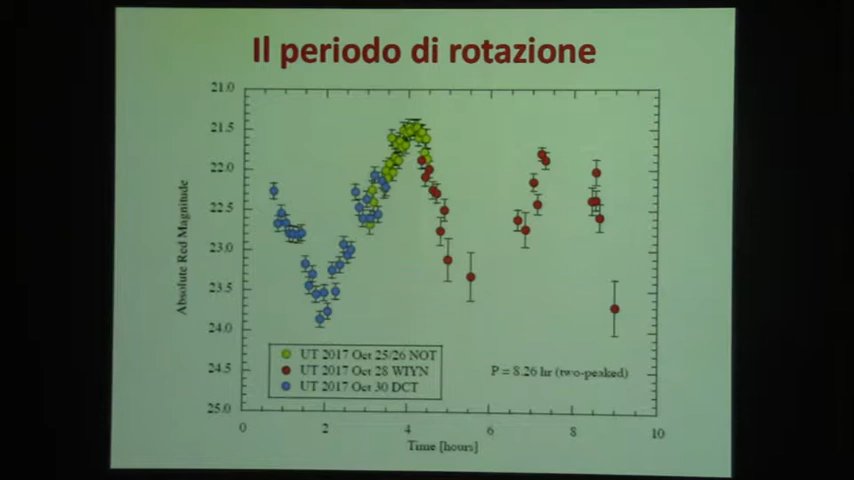 Il periodo di rotazione
21.0
21.5
22.0
22.5
23.0
23.5
24.0
24.5
25.0
Absolute Red Magnitude
UT 2017 Oct 25/26 NOT
UT 2017 Oct 28 WIYN
UT 2017 Oct 30 DCT
P = 8.26 hr (two-peaked)
0 2 4 6 8 10
Time [hours]